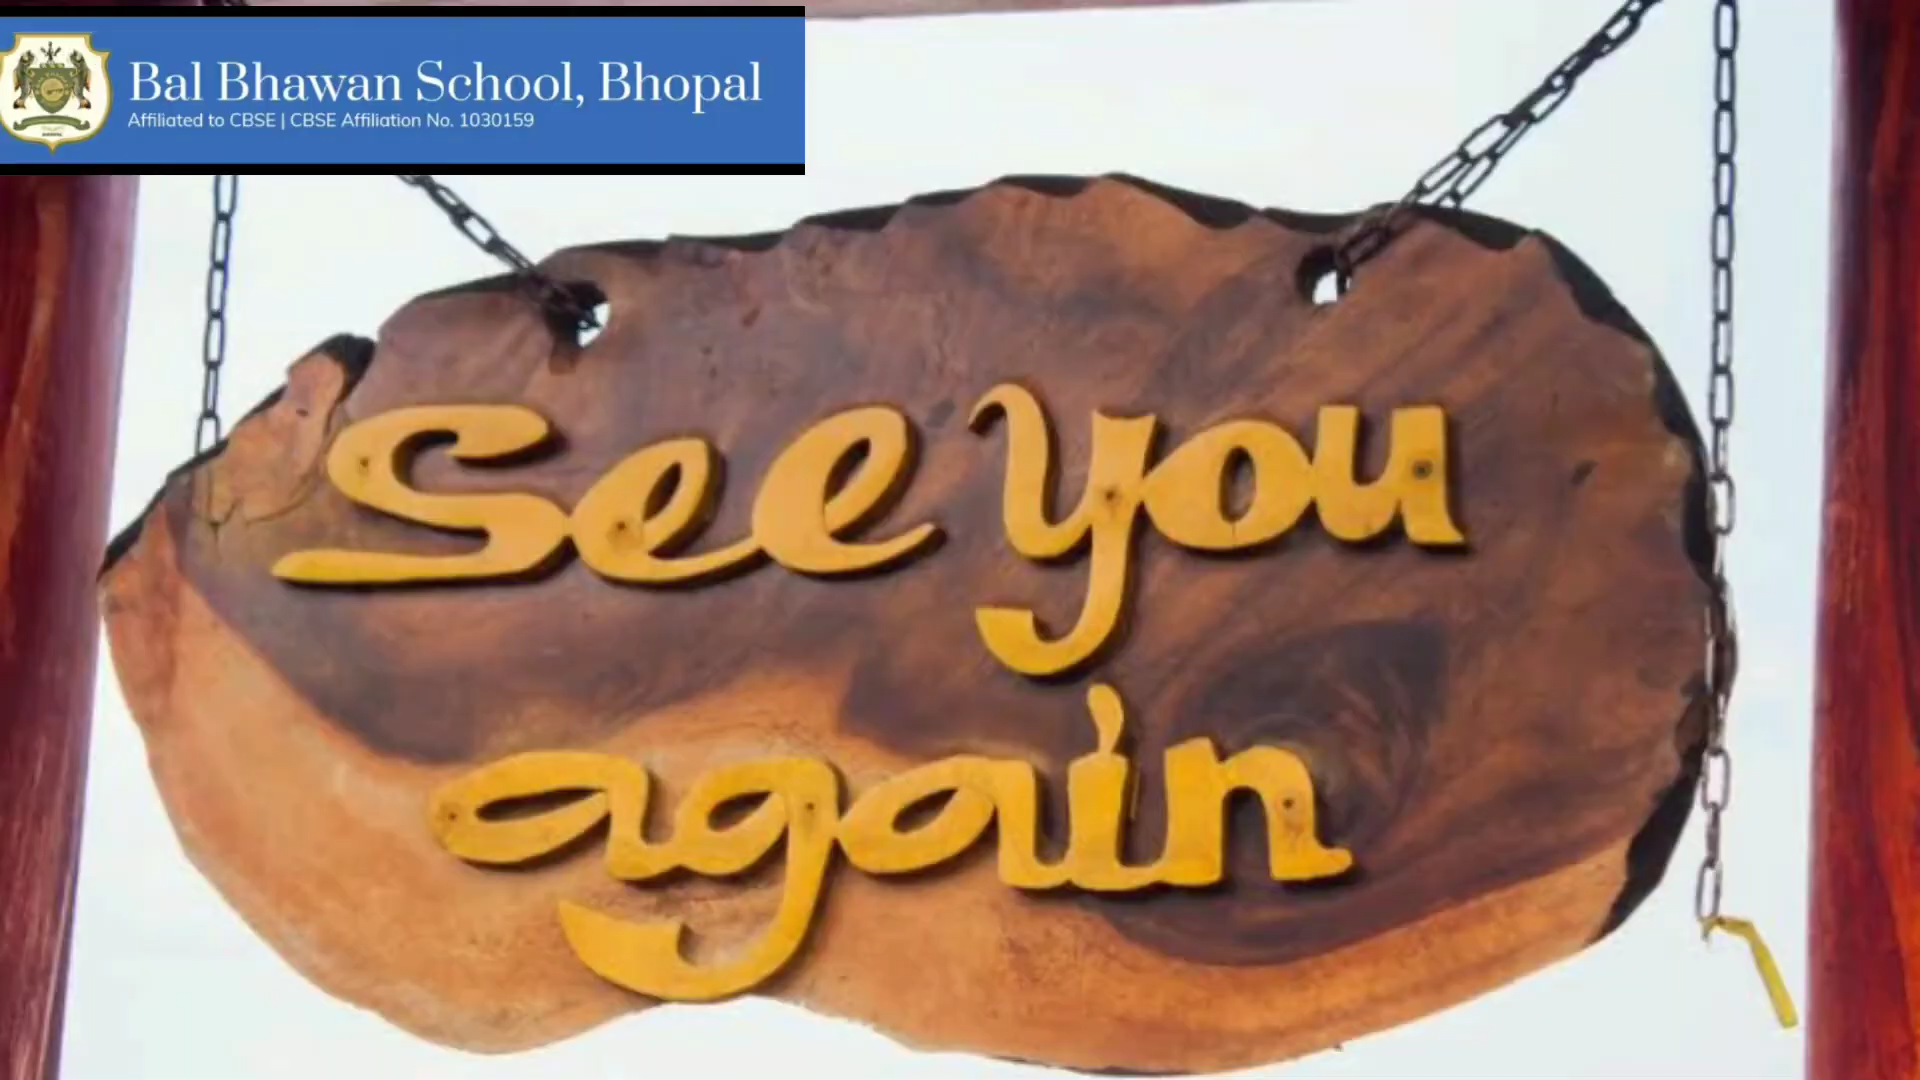 Bal Bhawan School, Bhopal
Affiliated to CBSE | CBSE Affiliation No. 1030159
See you
again